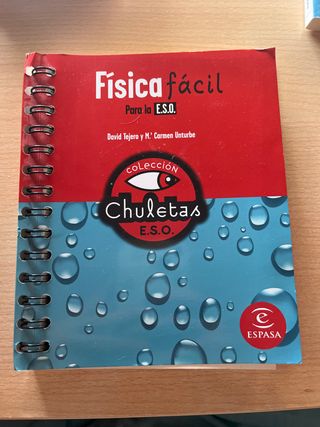 Física fácil
Para la E.S.O.
David Tejero y M.ª Carmen Unturbe
COLECCIÓN
Chuletas
E.S.O.
e
ESPASA